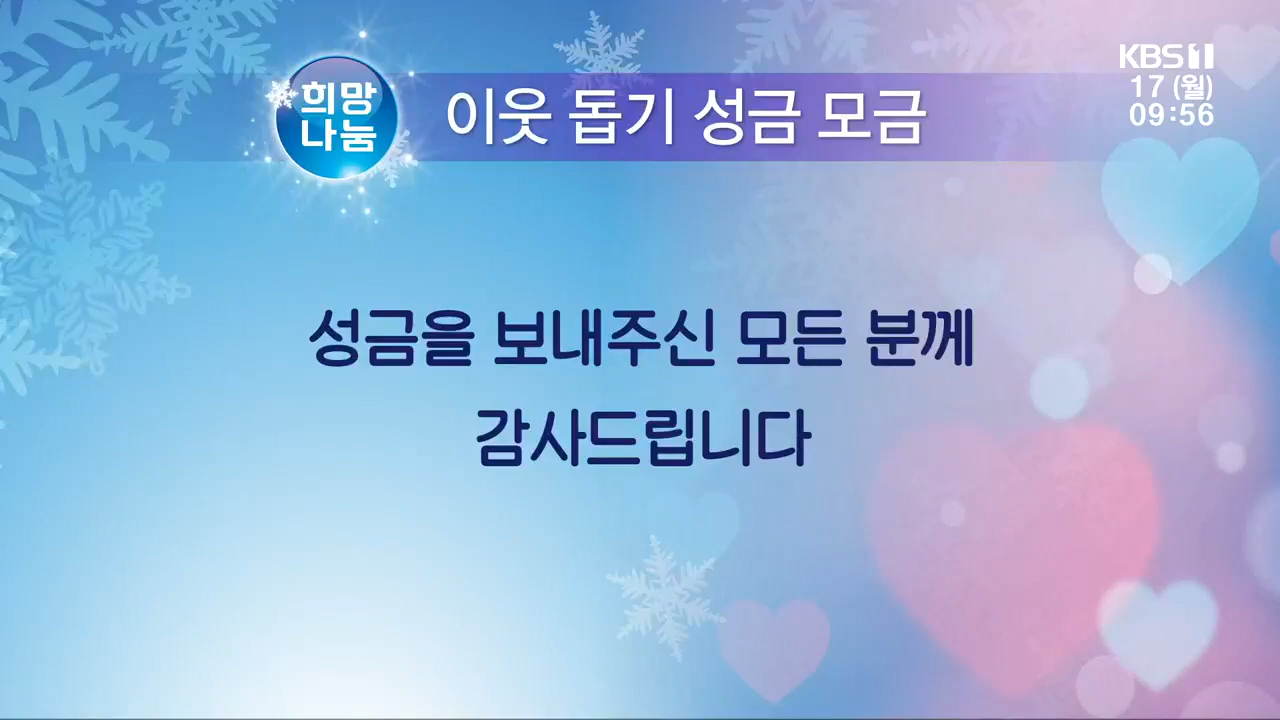 희망
나눔
이웃 돕기 성금 모금
KBS1
17 (월)
09:56
성금을 보내주신 모든 분께
감사드립니다